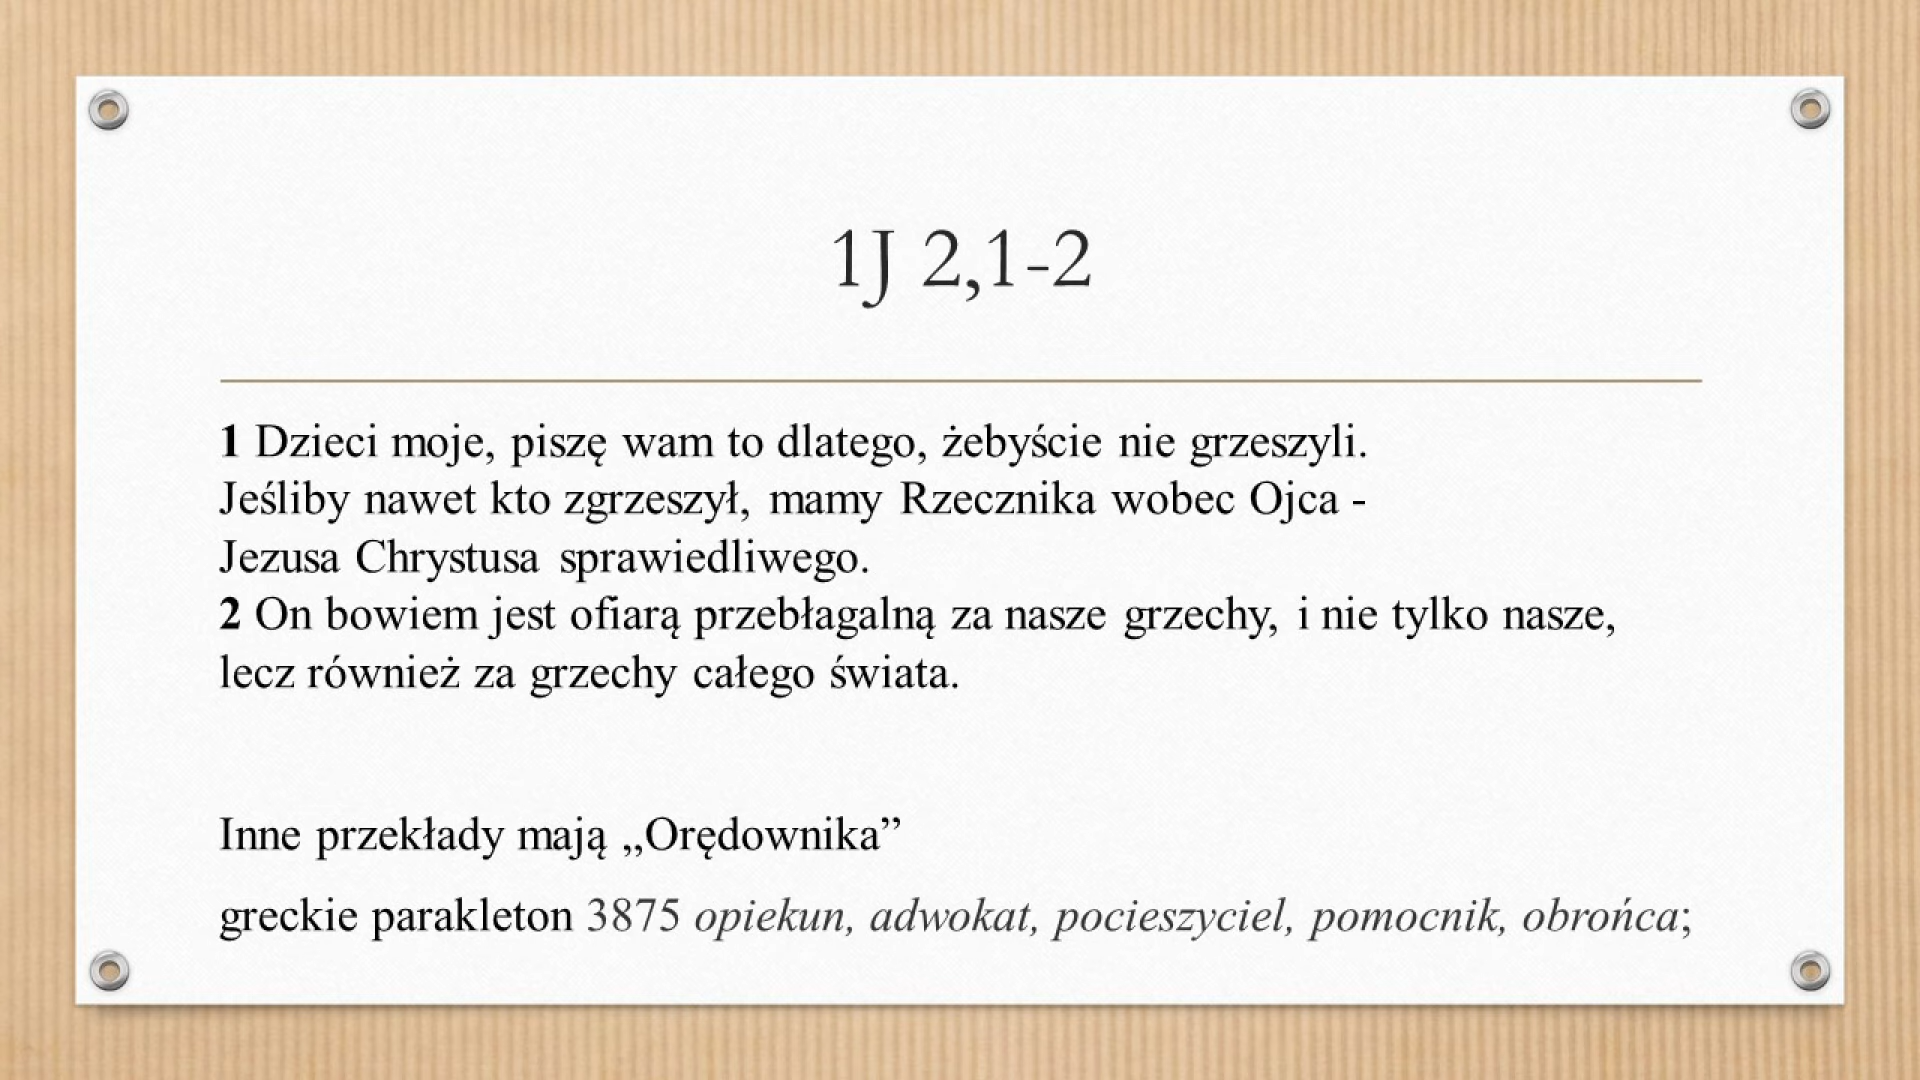 1J 2,1-2
1 Dzieci moje, piszę wam to dlatego, żebyście nie grzeszyli.
Jeśliby nawet kto zgrzeszył, mamy Rzecznika wobec Ojca -
Jezusa Chrystusa sprawiedliwego.
2 On bowiem jest ofiarą przebłagalną za nasze grzechy, i nie tylko nasze,
lecz również za grzechy całego świata.
Inne przekłady mają „Orędownika”
greckie parakleton 3875 opiekun, adwokat, pocieszyciel, pomocnik, obrońca;